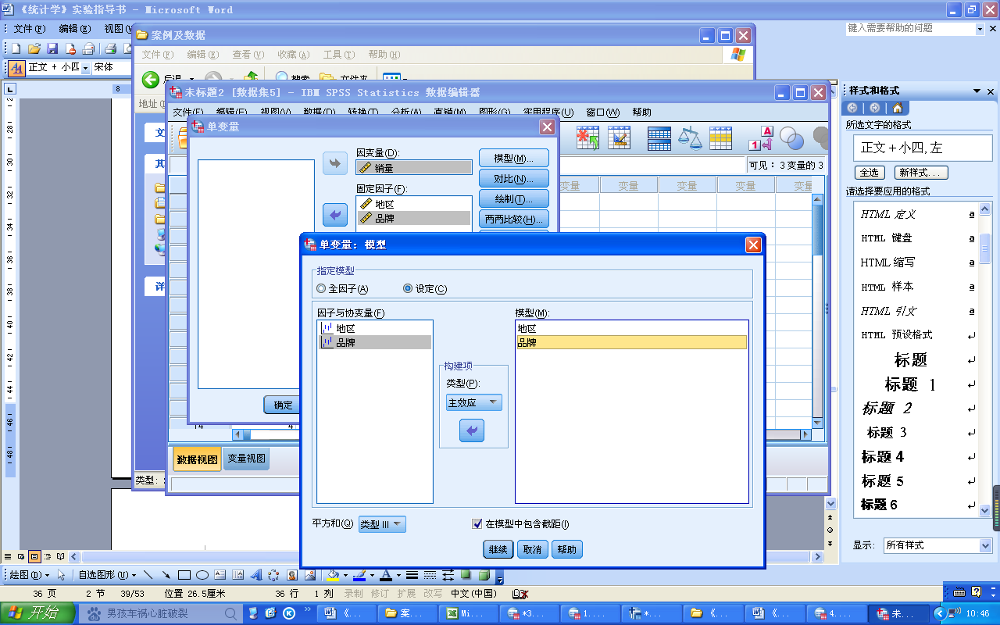 《统计学》实验指导书 - Microsoft Word
文件(F) 编辑(E) 视图(V
键入需要帮助的问题
正文 + 小四 宋体
案例及数据
文件(F) 编辑(E) 查看(V) 收藏(A) 工具(T) 帮助(H)
后退 搜索 文件夹
地址(D
未标题2 [数据集5] - IBM SPSS Statistics 数据编辑器
文件(F) 编辑(E) 视图(V) 数据(D) 转换(T) 分析(A) 直销(M) 图形(G) 实用程序(U) 窗口(W) 帮助
可见：3 变量的 3
变量 变量 变量 变量 变量
单变量
因变量(D):
销量
固定因子(F):
地区
品牌
模型(M)...
对比(N)...
绘制(T)...
两两比较(H)...
确定
14 4
数据视图 变量视图
类型:
单变量: 模型
指定模型
全因子(A) 设定(C)
因子与协变量(F)
地区
品牌
构建项
类型(P):
主效应
模型(M):
地区
品牌
平方和(Q) 类型 III 在模型中包含截距(I)
继续 取消 帮助
样式和格式
所选文字的格式
正文 + 小四, 左
全选 新样式...
请选择要应用的格式
HTML 定义 a
HTML 键盘 a
HTML 缩写 a
HTML 样本 a
HTML 引文 a
HTML 预设格式
标题
标题 1
标题 2
标题 3
标题 4
标题 5
标题 6
显示: 所有样式
绘图(D) 自选图形(U)
36 页 2 节 39/53 位置 26.5厘米 36 行 1 列 录制 修订 扩展 改写 中文(中国)
开始 男孩车祸心脏破裂 《... 案... Mi... *3... 1.... *... 《... 《... 4.... 未... 10:46